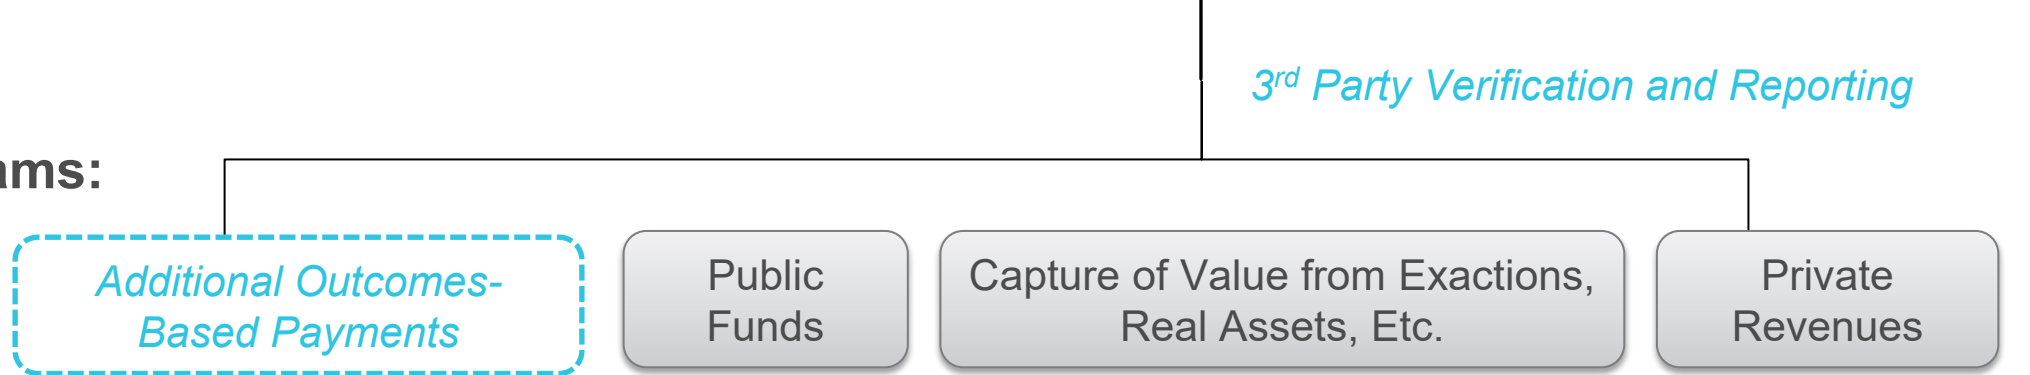 3rd Party Verification and Reporting
ams:
Additional Outcomes-
Based Payments
Public
Funds
Capture of Value from Exactions,
Real Assets, Etc.
Private
Revenues